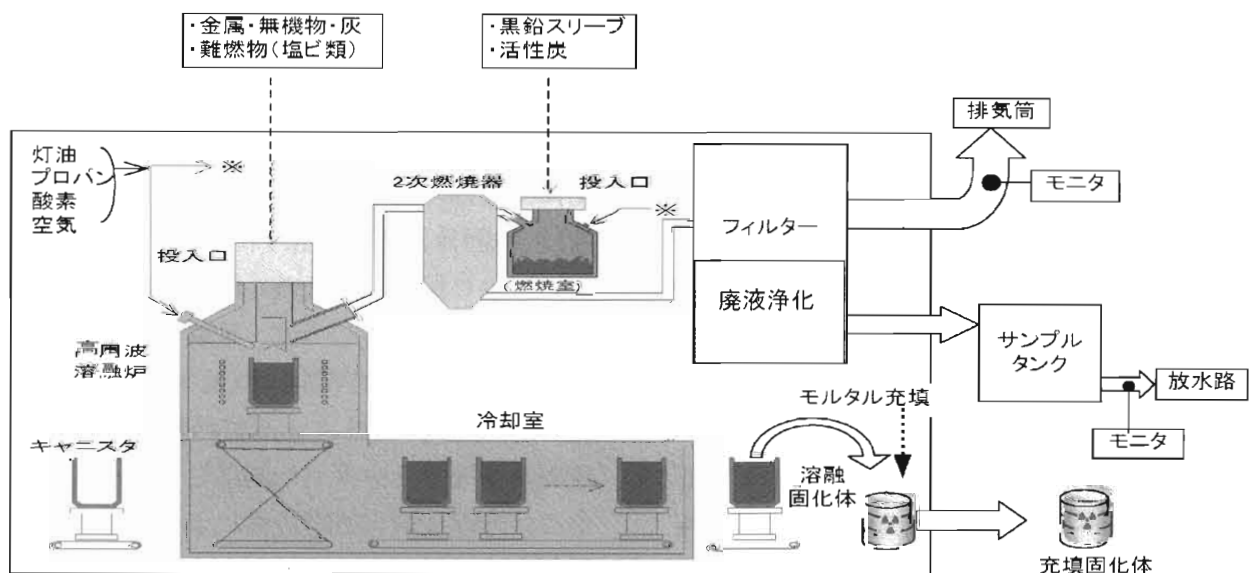 ・金属・無機物・灰
・難燃物(塩ビ類)
・黒鉛スリーブ
・活性炭
排気筒
モニタ
灯油
プロパン
酸素
空気
※
2次燃焼器
投入口
※
フィルター
投入口
(燃焼室)
廃液浄化
高周波
溶融炉
サンプル
タンク
放水路
モニタ
モルタル充填
冷却室
キャニスタ
溶融
固化体
充填固化体